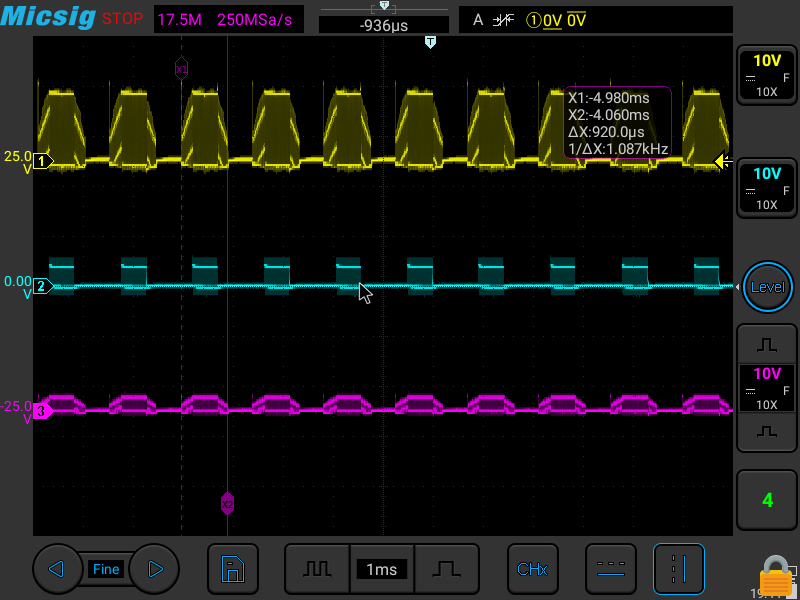 Micsig STOP 17.5M 250MSa/s -936µs A ①0V 0V
T
T
X1
10V
F
10X
X1:-4.980ms
X2:-4.060ms
ΔX:920.0µs
1/ΔX:1.087kHz
25.0
V
1
10V
F
10X
0.00
V
2
Level
10V
F
10X
-25.0
V
3
X2
4
Fine
1ms
CHx